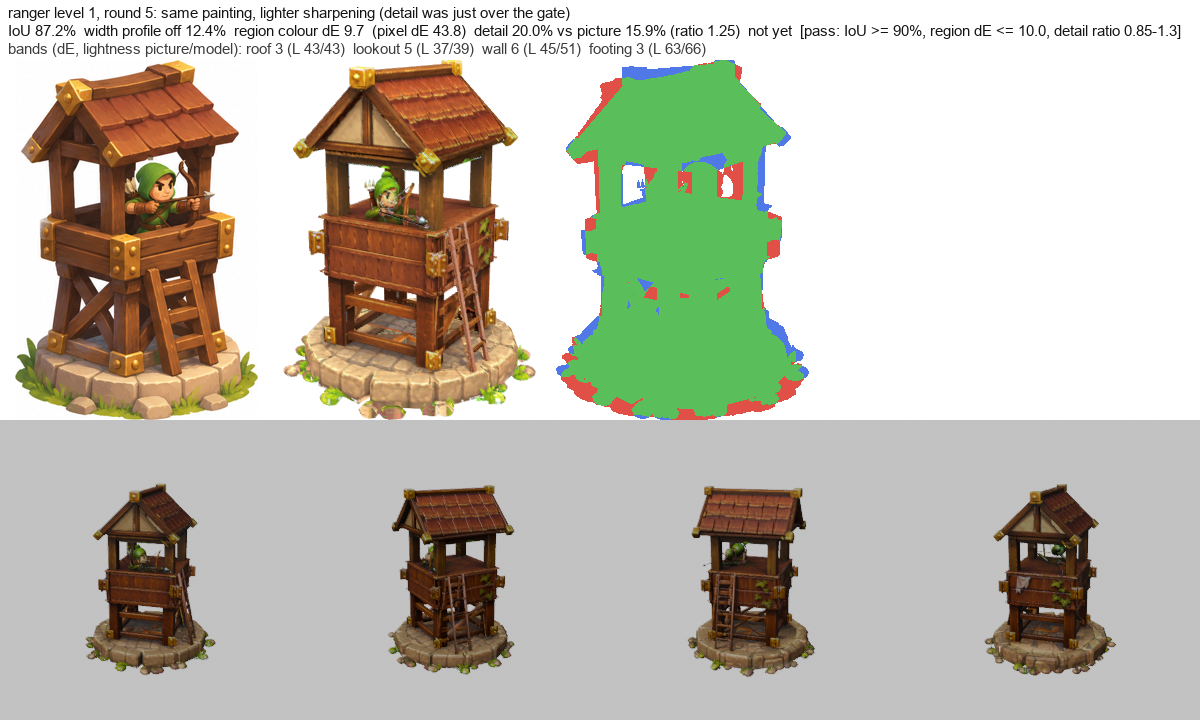 ranger level 1, round 5: same painting, lighter sharpening (detail was just over the gate)
IoU 87.2%  width profile off 12.4%  region colour dE 9.7  (pixel dE 43.8)  detail 20.0% vs picture 15.9% (ratio 1.25)  not yet  [pass: IoU >= 90%, region dE <= 10.0, detail ratio 0.85-1.3]
bands (dE, lightness picture/model): roof 3 (L 43/43)  lookout 5 (L 37/39)  wall 6 (L 45/51)  footing 3 (L 63/66)